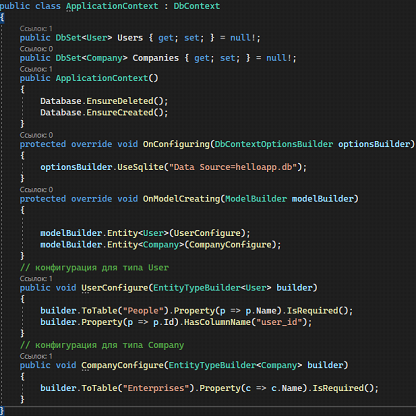 public class ApplicationContext : DbContext
{
Ссылок: 1
public DbSet<User> Users { get; set; } = null!;
Ссылок: 0
public DbSet<Company> Companies { get; set; } = null!;
Ссылок: 1
public ApplicationContext()
{
Database.EnsureDeleted();
Database.EnsureCreated();
}
Ссылок: 0
protected override void OnConfiguring(DbContextOptionsBuilder optionsBuilder)
{
optionsBuilder.UseSqlite("Data Source=helloapp.db");
}
Ссылок: 0
protected override void OnModelCreating(ModelBuilder modelBuilder)
{
modelBuilder.Entity<User>(UserConfigure);
modelBuilder.Entity<Company>(CompanyConfigure);
}
// конфигурация для типа User
Ссылок: 1
public void UserConfigure(EntityTypeBuilder<User> builder)
{
builder.ToTable("People").Property(p => p.Name).IsRequired();
builder.Property(p => p.Id).HasColumnName("user_id");
}
// конфигурация для типа Company
Ссылок: 1
public void CompanyConfigure(EntityTypeBuilder<Company> builder)
{
builder.ToTable("Enterprises").Property(c => c.Name).IsRequired();
}
}